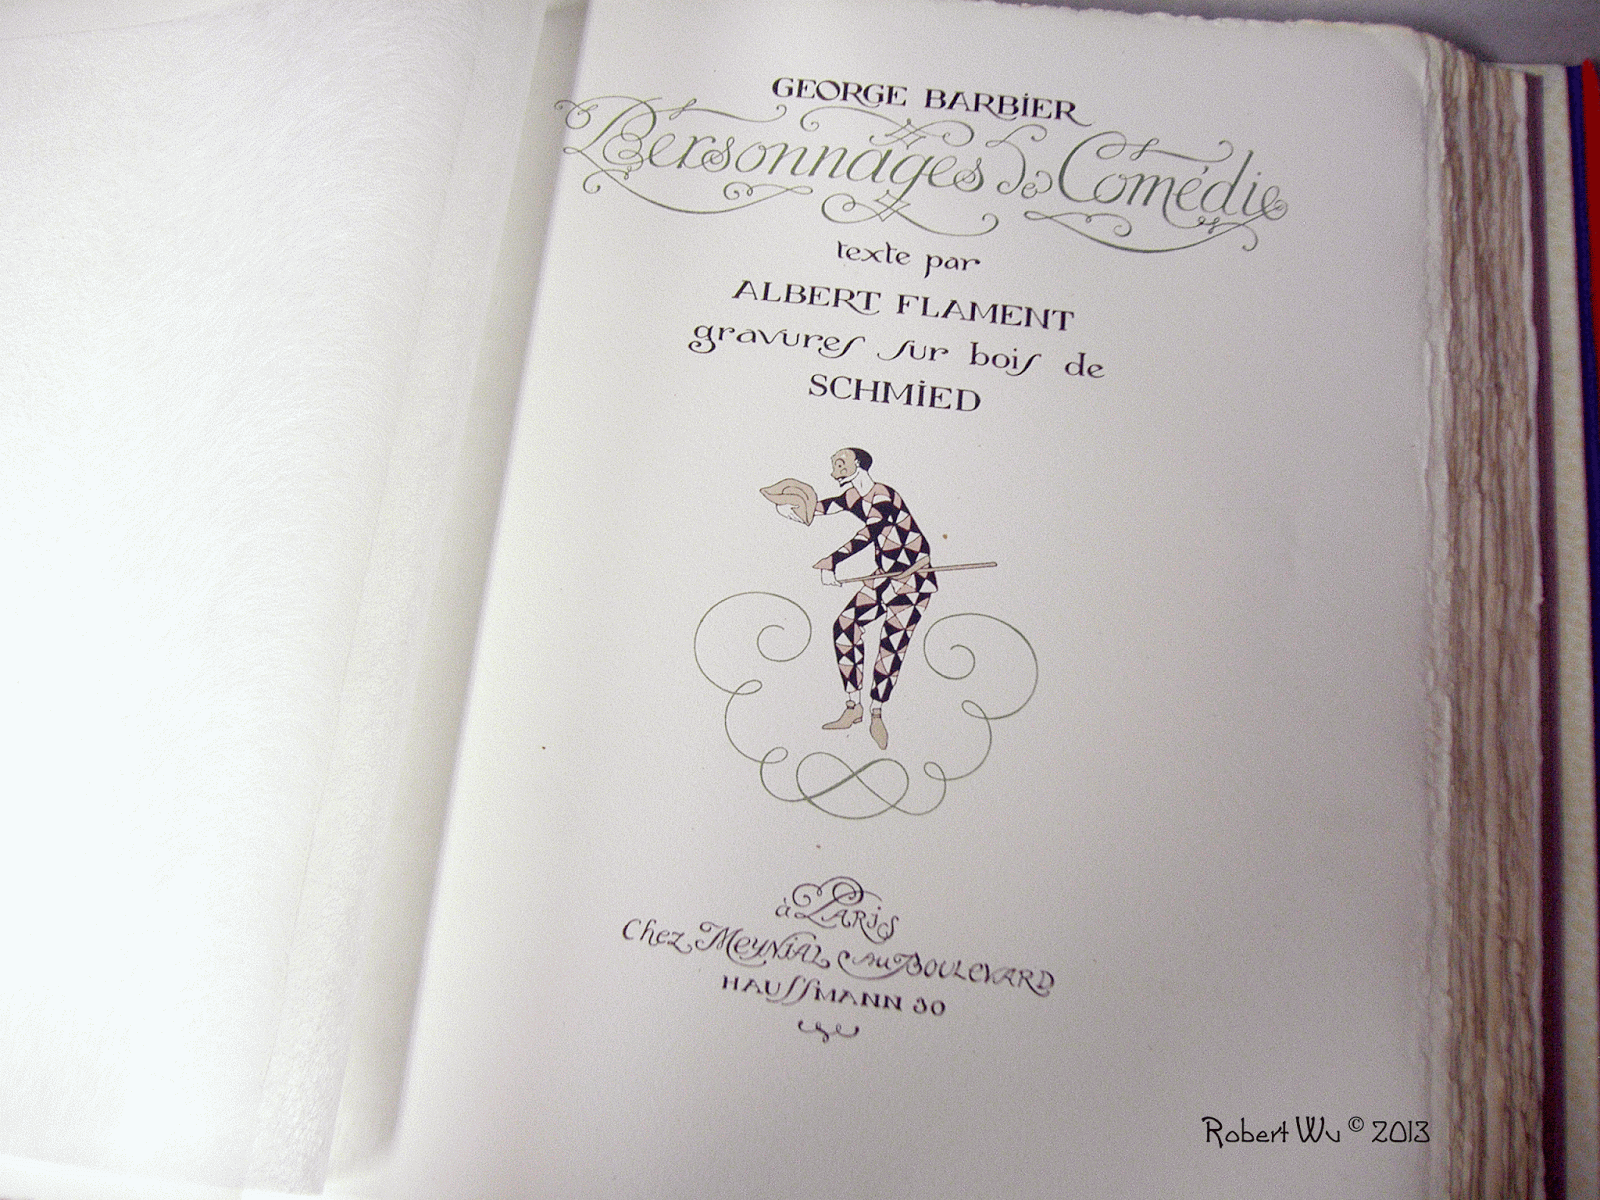 GEORGE BARBIER
Personnages de Comédie
texte par
ALBERT FLAMENT
gravures sur bois de
SCHMIED
à PARIS
Chez MEYNIAL au BOULEVARD
HAUSSMANN 30
Robert Wu © 2013